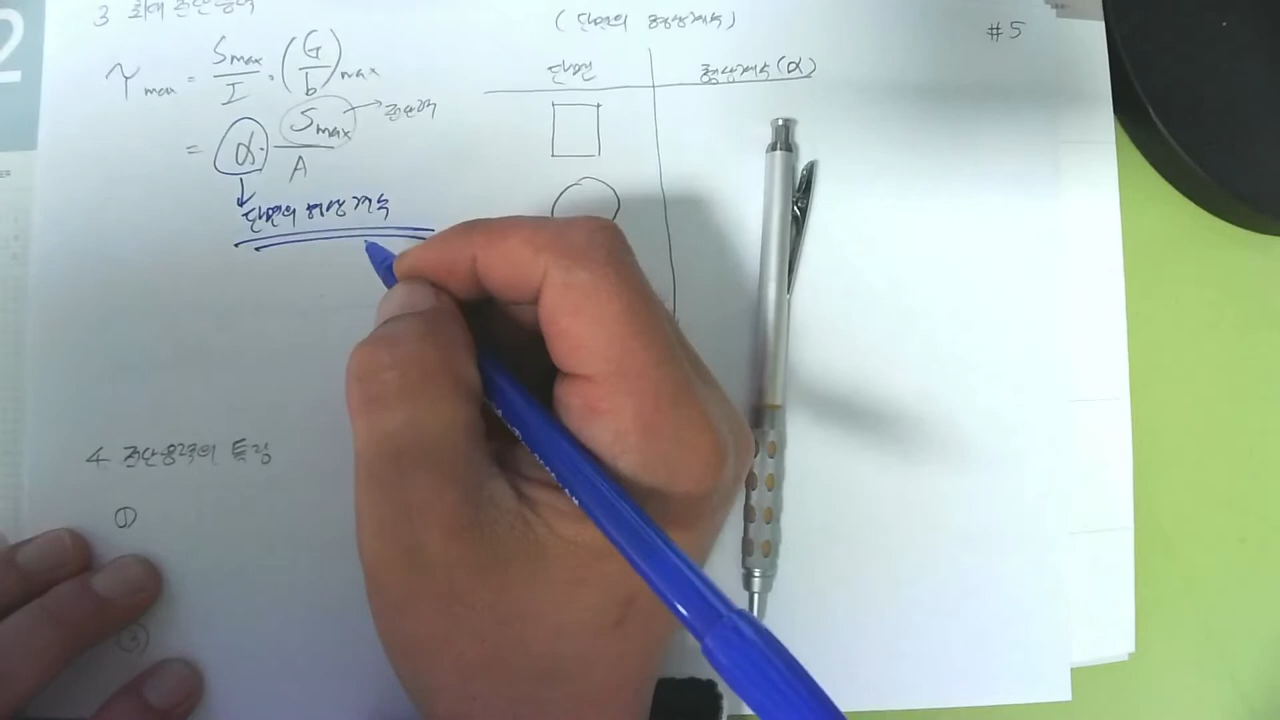 3 최대 전단응력
τmax = Smax/I · (G/b)max
= α · Smax/A → 전단력
단면의 형상계수
(단면의 형상계수)
단면 형상계수(α)
#5
4 전단응력의 특징
①
③
2